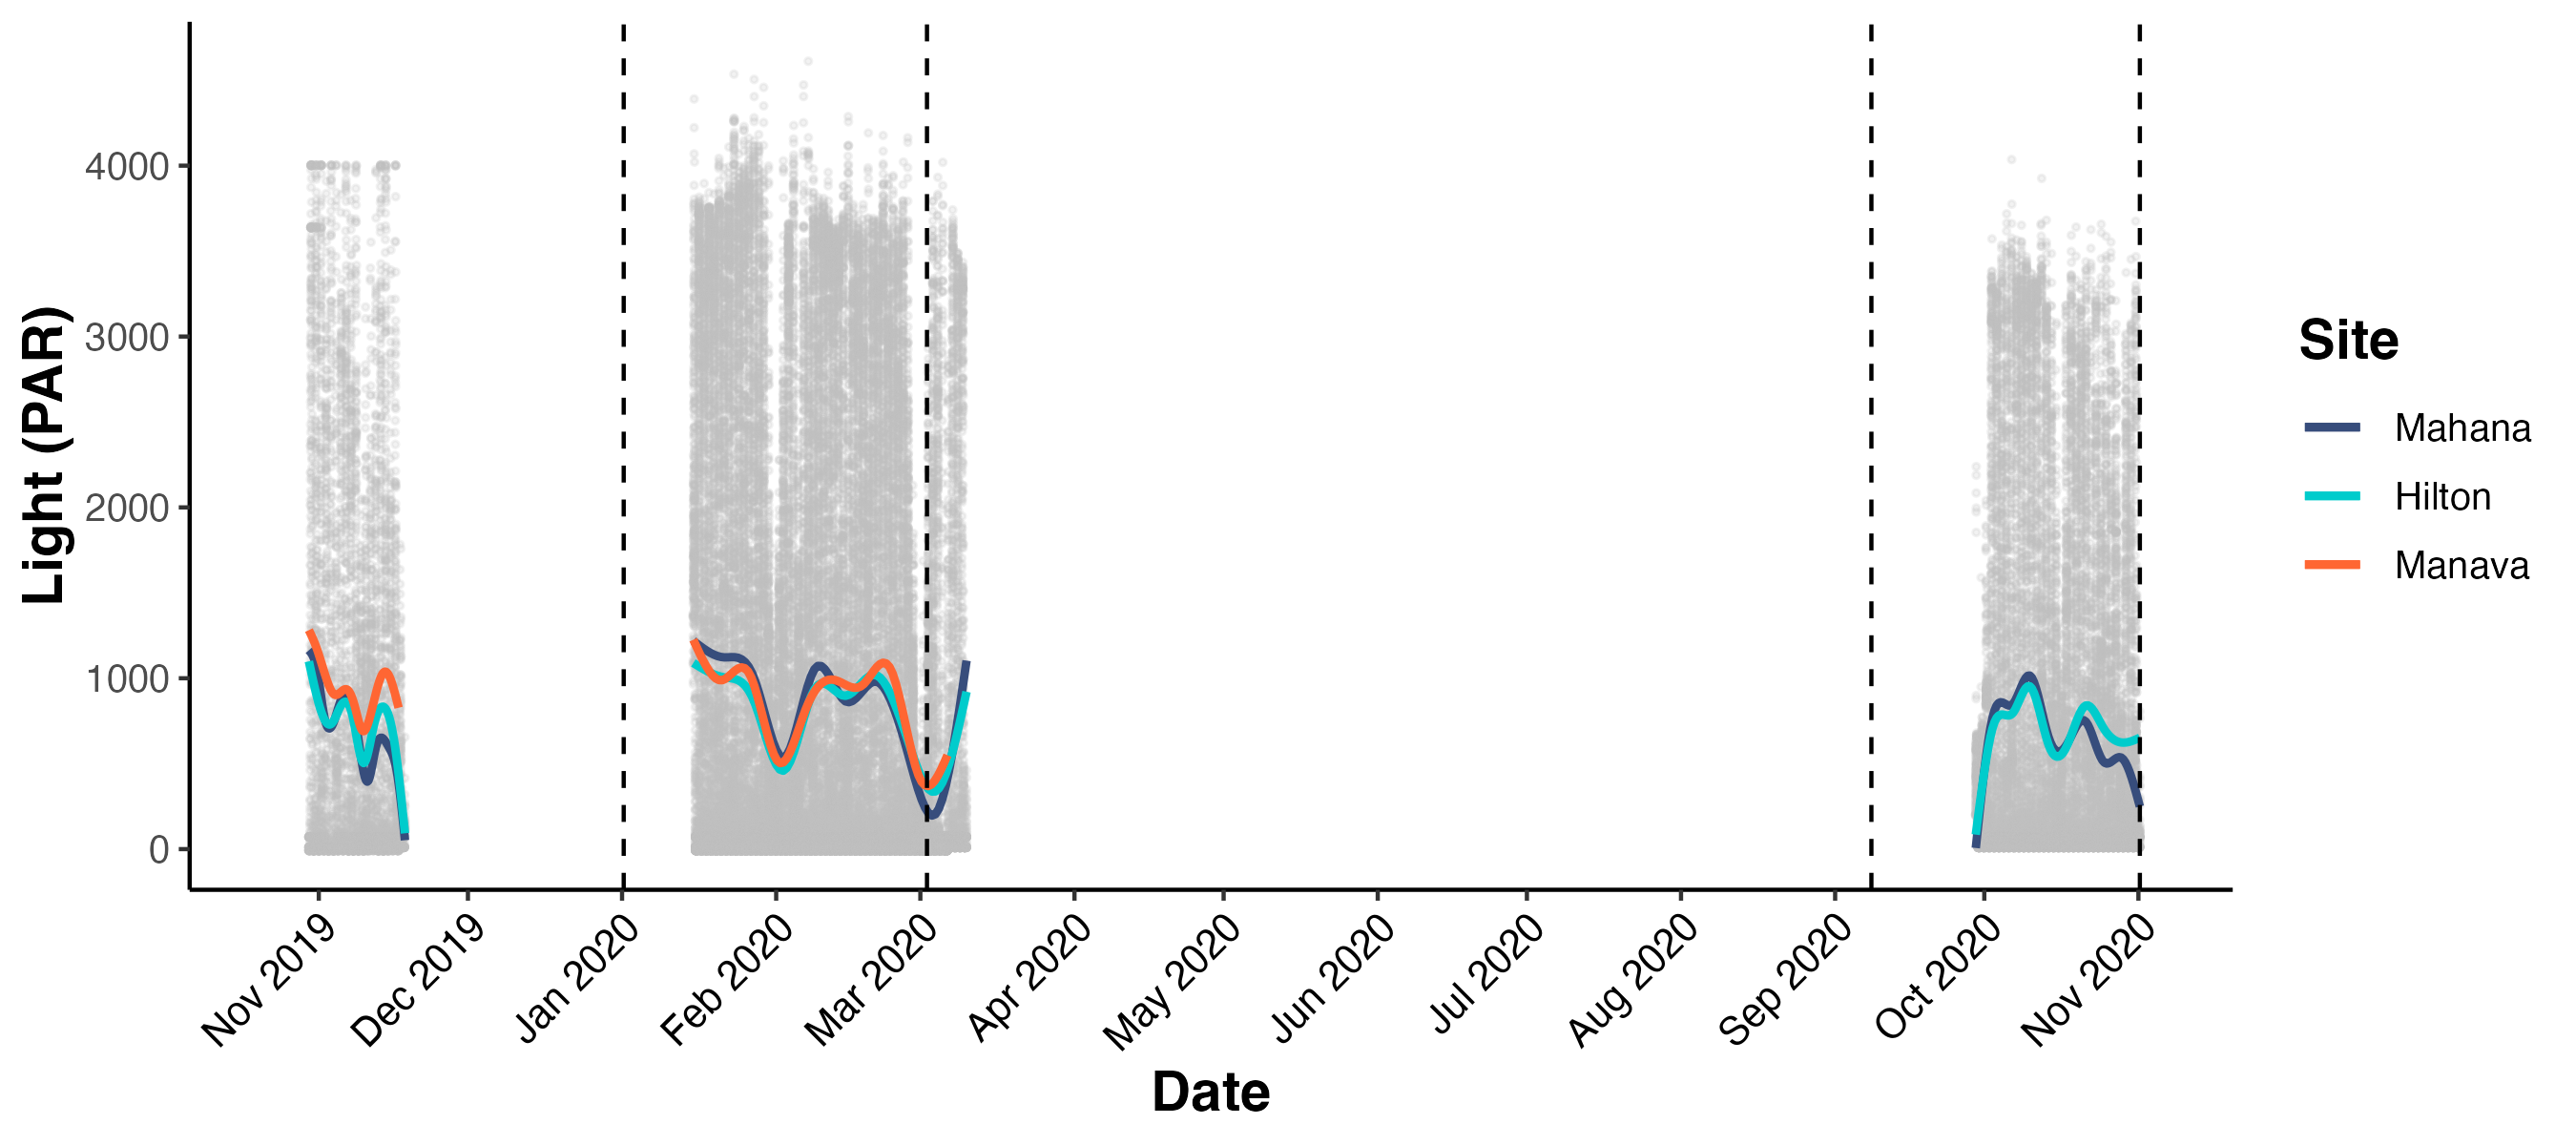 Light (PAR)
4000
3000
2000
1000
0
Nov 2019
Dec 2019
Jan 2020
Feb 2020
Mar 2020
Apr 2020
May 2020
Jun 2020
Jul 2020
Aug 2020
Sep 2020
Oct 2020
Nov 2020
Date
Site
Mahana
Hilton
Manava